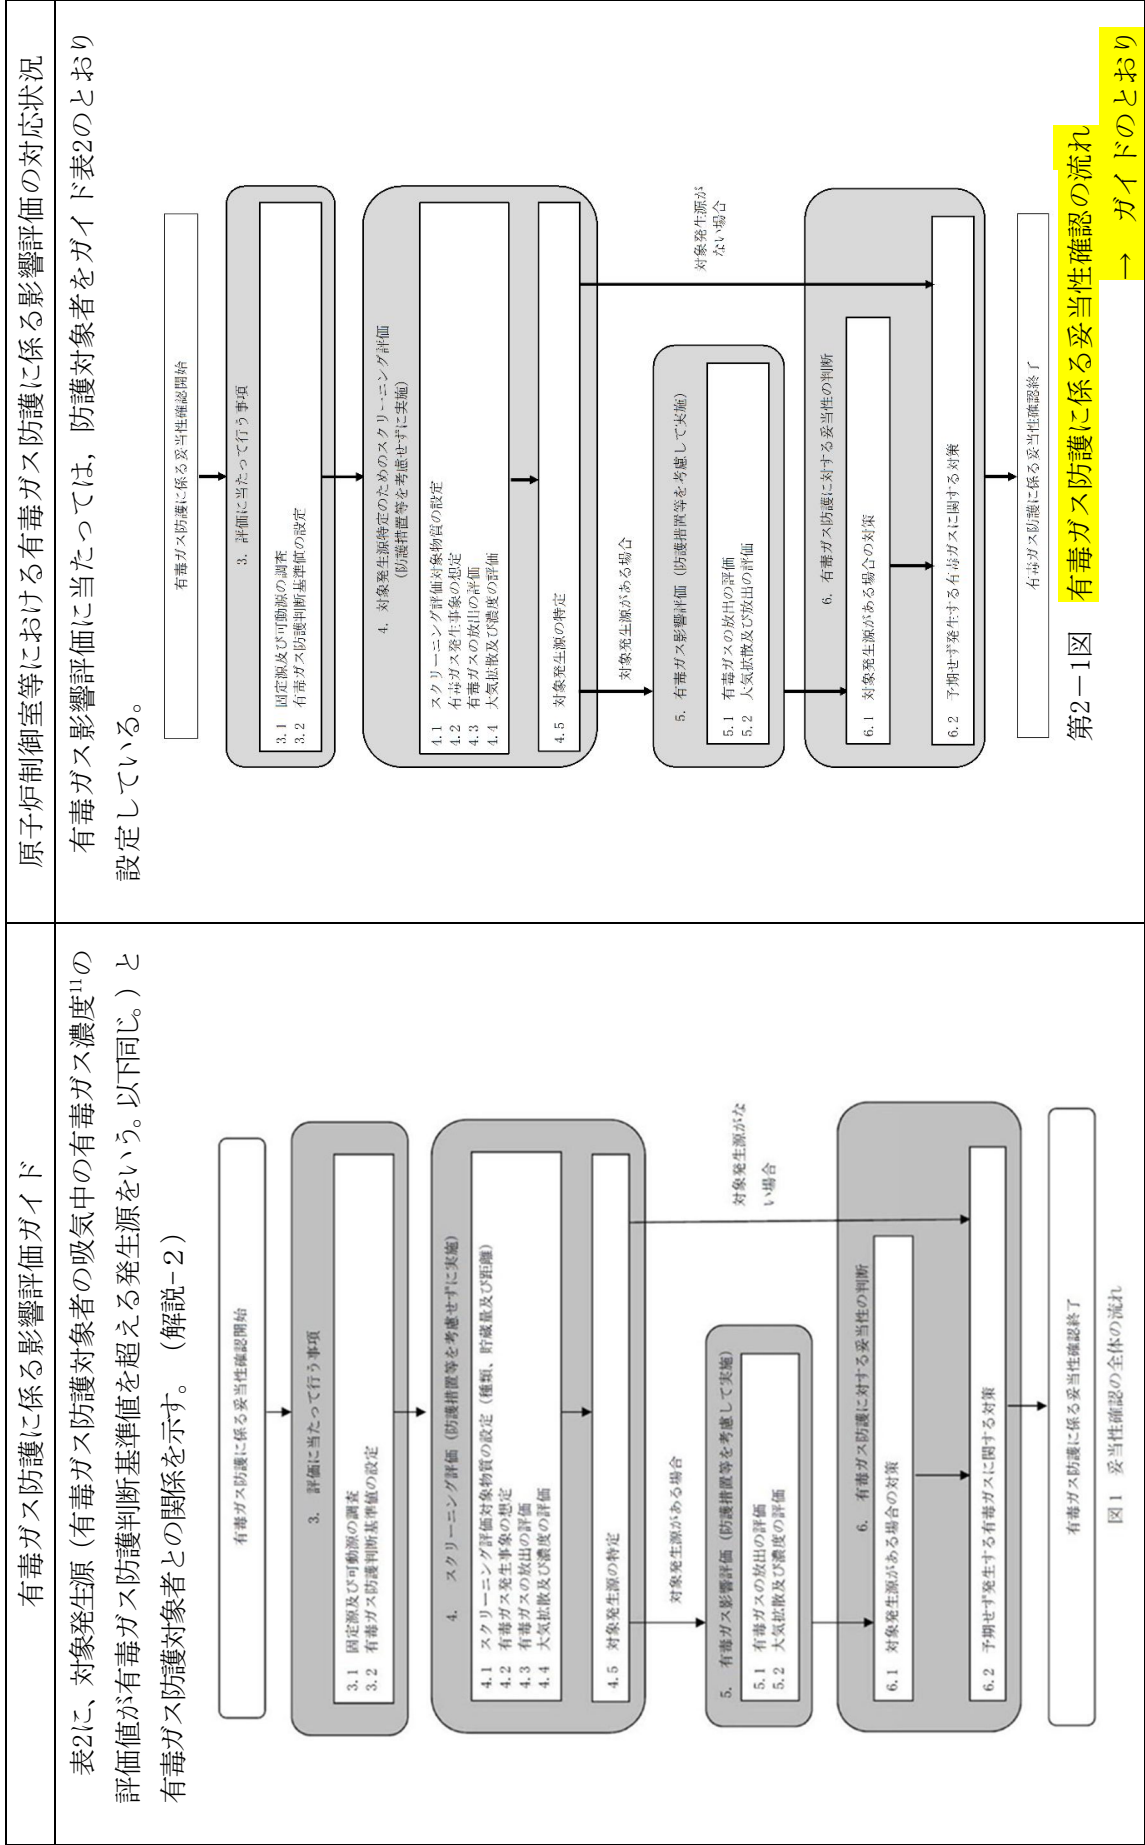 有毒ガス防護に係る影響評価ガイド
表2に、対象発生源（有毒ガス防護対象者の吸気中の有毒ガス濃度¹¹の
評価値が有毒ガス防護判断基準値を超える発生源をいう。以下同じ。）と
有毒ガス防護対象者との関係を示す。（解説-２）
有毒ガス防護に係る妥当性確認開始
3． 評価に当たって行う事項
3.1 固定源及び可動源の調査
3.2 有毒ガス防護判断基準値の設定
4． スクリーニング評価（防護措置等を考慮せずに実施）
4.1 スクリーニング評価対象物質の設定（種類、貯蔵量及び距離）
4.2 有毒ガス発生事象の想定
4.3 有毒ガスの放出の評価
4.4 大気拡散及び濃度の評価
4.5 対象発生源の特定
対象発生源がある場合
対象発生源がな
い場合
5． 有毒ガス影響評価（防護措置等を考慮して実施）
5.1 有毒ガスの放出の評価
5.2 大気拡散及び濃度の評価
6． 有毒ガス防護に対する妥当性の判断
6.1 対象発生源がある場合の対策
6.2 予期せず発生する有毒ガスに関する対策
有毒ガス防護に係る妥当性確認終了
図1 妥当性確認の全体の流れ
原子炉制御室等における有毒ガス防護に係る影響評価の対応状況
有毒ガス影響評価に当たっては，防護対象者をガイド表2のとおり
設定している。
有毒ガス防護に係る妥当性確認開始
3．評価に当たって行う事項
3.1 固定源及び可動源の調査
3.2 有毒ガス防護判断基準値の設定
4．対象発生源特定のためのスクリーニング評価
（防護措置等を考慮せずに実施）
4.1 スクリーニング評価対象物質の設定
4.2 有毒ガス発生事象の想定
4.3 有毒ガスの放出の評価
4.4 大気拡散及び濃度の評価
4.5 対象発生源の特定
対象発生源がある場合
対象発生源が
ない場合
5．有毒ガス影響評価（防護措置等を考慮して実施）
5.1 有毒ガスの放出の評価
5.2 大気拡散及び放出の評価
6．有毒ガス防護に対する妥当性の判断
6.1 対象発生源がある場合の対策
6.2 予期せず発生する有毒ガスに関する対策
有毒ガス防護に係る妥当性確認終了
第2－1図 有毒ガス防護に係る妥当性確認の流れ
→ ガイドのとおり